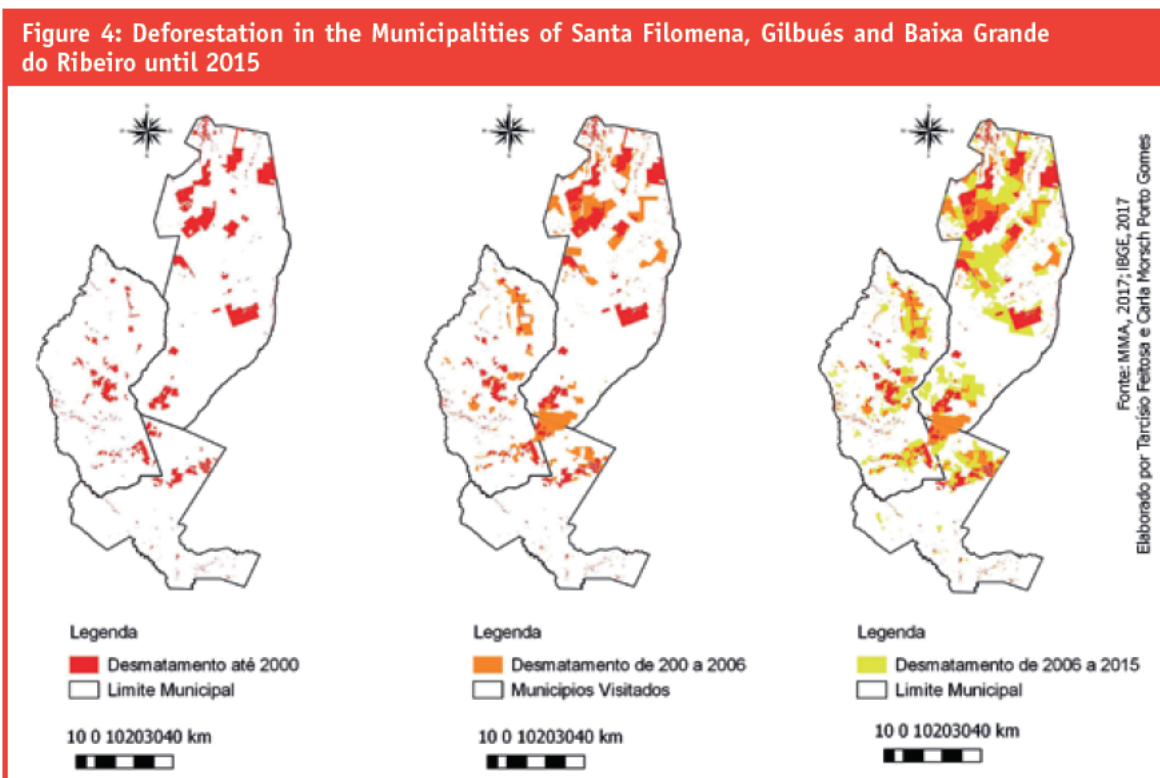 Figure 4: Deforestation in the Municipalities of Santa Filomena, Gilbués and Baixa Grande
do Ribeiro until 2015
Legenda
Desmatamento até 2000
Limite Municipal
10 0 10203040 km
Legenda
Desmatamento de 200 a 2006
Municipios Visitados
10 0 10203040 km
Legenda
Desmatamento de 2006 a 2015
Limite Municipal
10 0 10203040 km
Fonte: MMA, 2017; IBGE, 2017
Elaborado por Tarcísio Feitosa e Carla Morsch Porto Gomes